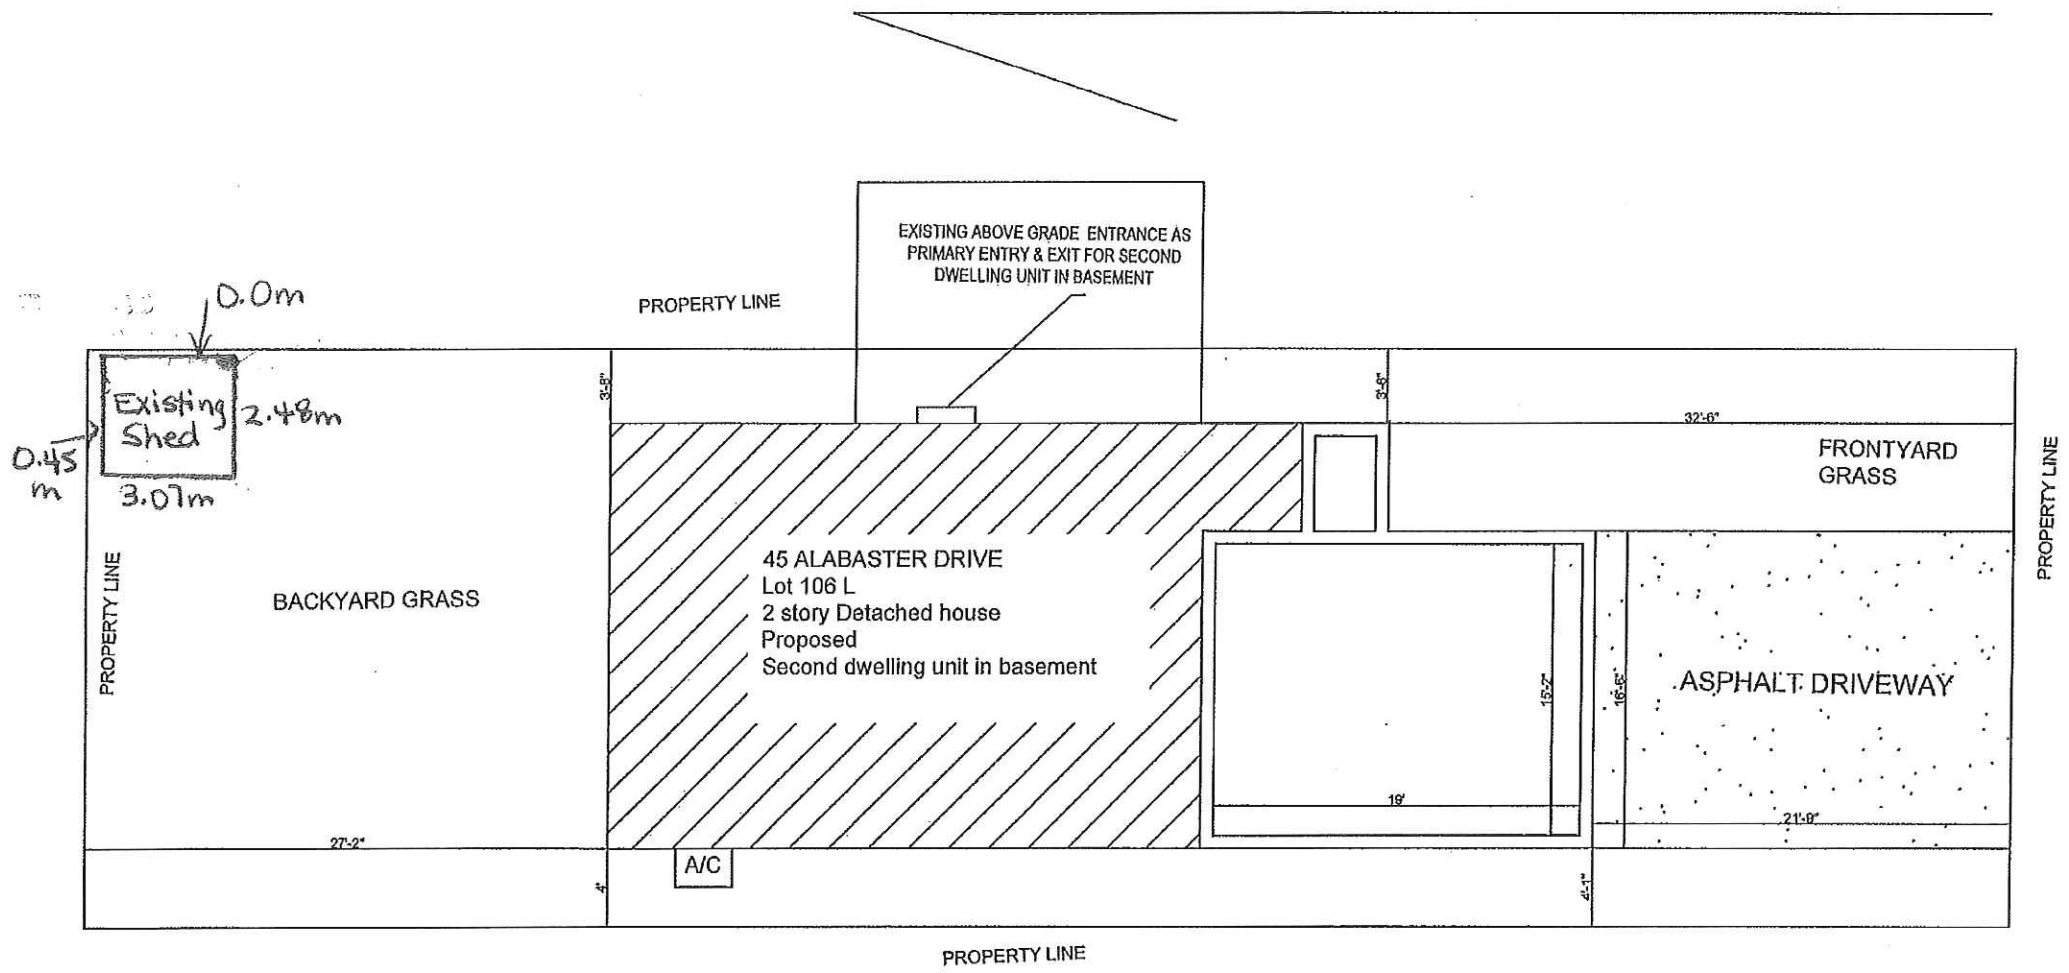 EXISTING ABOVE GRADE ENTRANCE AS
PRIMARY ENTRY & EXIT FOR SECOND
DWELLING UNIT IN BASEMENT
0.0m
PROPERTY LINE
Existing
Shed
2.48m
0.45
m
3.07m
3'-8"
3'-6"
32'-6"
FRONTYARD
GRASS
PROPERTY LINE
PROPERTY LINE
BACKYARD GRASS
45 ALABASTER DRIVE
Lot 106 L
2 story Detached house
Proposed
Second dwelling unit in basement
15'-2"
16'-6"
ASPHALT DRIVEWAY
19'
21'-9"
27'-2"
A/C
4"
4'-1"
PROPERTY LINE